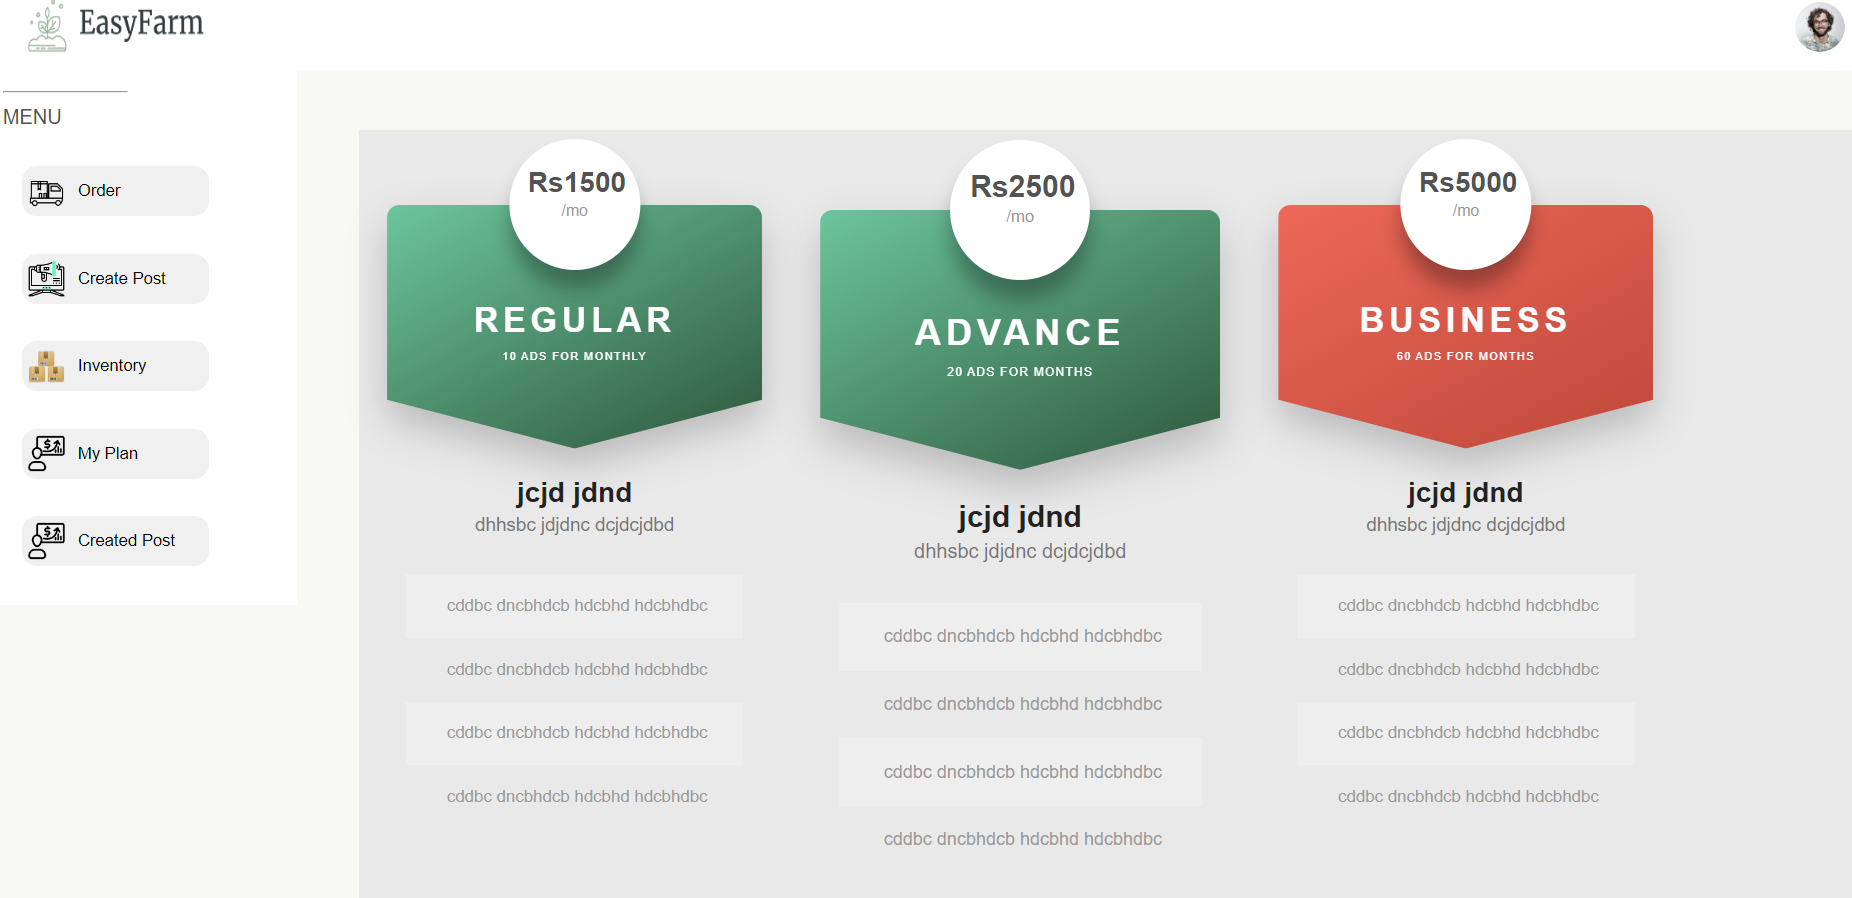 EasyFarm
MENU
Order
Create Post
Inventory
My Plan
Created Post
Rs1500
/mo
REGULAR
10 ADS FOR MONTHLY
jcjd jdnd
dhhsbc jdjdnc dcjdcjdbd
cddbc dncbhdcb hdcbhd hdcbhdbc
cddbc dncbhdcb hdcbhd hdcbhdbc
cddbc dncbhdcb hdcbhd hdcbhdbc
cddbc dncbhdcb hdcbhd hdcbhdbc
Rs2500
/mo
ADVANCE
20 ADS FOR MONTHS
jcjd jdnd
dhhsbc jdjdnc dcjdcjdbd
cddbc dncbhdcb hdcbhd hdcbhdbc
cddbc dncbhdcb hdcbhd hdcbhdbc
cddbc dncbhdcb hdcbhd hdcbhdbc
cddbc dncbhdcb hdcbhd hdcbhdbc
Rs5000
/mo
BUSINESS
60 ADS FOR MONTHS
jcjd jdnd
dhhsbc jdjdnc dcjdcjdbd
cddbc dncbhdcb hdcbhd hdcbhdbc
cddbc dncbhdcb hdcbhd hdcbhdbc
cddbc dncbhdcb hdcbhd hdcbhdbc
cddbc dncbhdcb hdcbhd hdcbhdbc